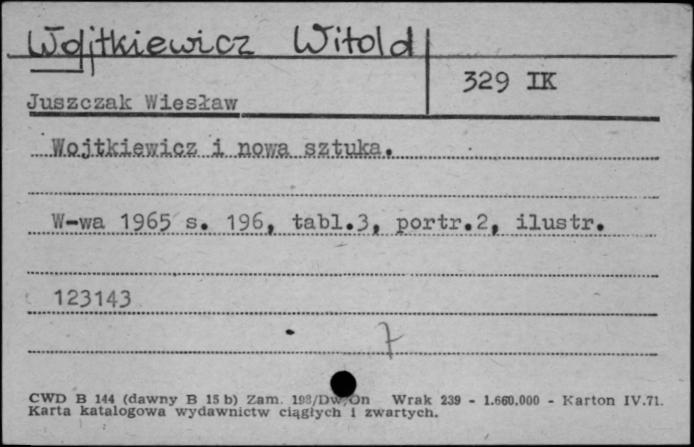 Wojtkiewicz Witold
329 IK
Juszczak Wiesław
Wojtkiewicz i nowa sztuka.
W-wa 1965 s. 196, tabl.3, portr.2, ilustr.
123143
7
CWD B 144 (dawny B 15 b) Zam. 198/Dw/On Wrak 239 - 1.660.000 - Karton IV.71.
Karta katalogowa wydawnictw ciągłych i zwartych.